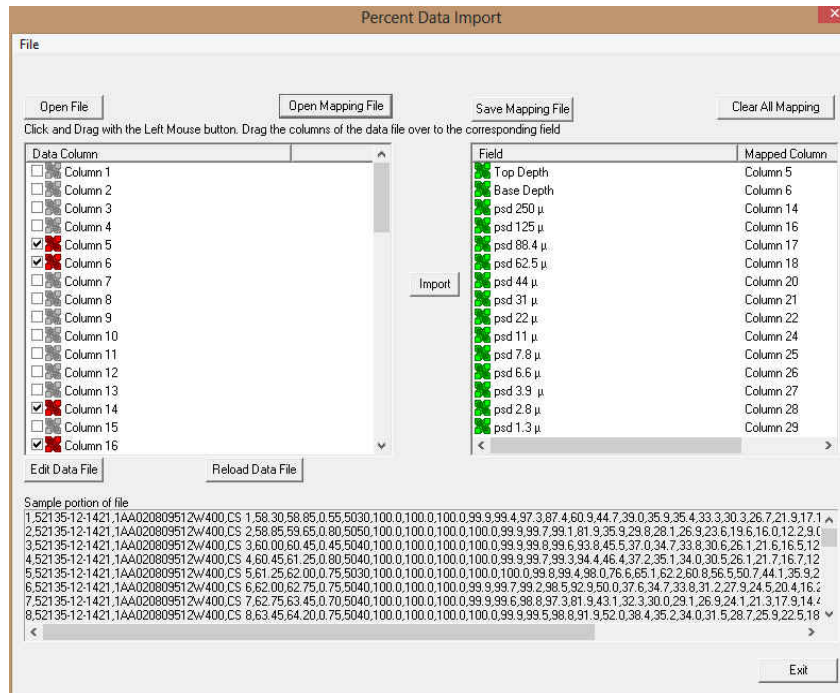 Percent Data Import
File
Open File
Open Mapping File
Save Mapping File
Clear All Mapping
Click and Drag with the Left Mouse button. Drag the columns of the data file over to the corresponding field
Data Column
Column 1
Column 2
Column 3
Column 4
Column 5
Column 6
Column 7
Column 8
Column 9
Column 10
Column 11
Column 12
Column 13
Column 14
Column 15
Column 16
Import
Field Mapped Column
Top Depth Column 5
Base Depth Column 6
psd 250 µ Column 14
psd 125 µ Column 16
psd 88.4 µ Column 17
psd 62.5 µ Column 18
psd 44 µ Column 20
psd 31 µ Column 21
psd 22 µ Column 22
psd 11 µ Column 24
psd 7.8 µ Column 25
psd 6.6 µ Column 26
psd 3.9 µ Column 27
psd 2.8 µ Column 28
psd 1.3 µ Column 29
Edit Data File
Reload Data File
Sample portion of file
1,52135-12-1421,1AA020809512W400,CS 1,58.30,58.85,0.55,5030,100.0,100.0,100.0,99.9,99.4,97.3,87.4,60.9,44.7,39.0,35.9,35.4,33.3,30.3,26.7,21.9,17.1
2,52135-12-1421,1AA020809512W400,CS 2,58.85,59.65,0.80,5050,100.0,100.0,100.0,100.0,99.9,99.7,99.1,81.9,35.9,29.8,28.1,26.9,23.6,19.6,16.0,12.2,9.0
3,52135-12-1421,1AA020809512W400,CS 3,60.00,60.45,0.45,5040,100.0,100.0,100.0,99.9,99.8,99.6,93.8,45.5,37.0,34.7,33.8,30.6,26.1,21.6,16.5,12
4,52135-12-1421,1AA020809512W400,CS 4,60.45,61.25,0.80,5040,100.0,100.0,100.0,99.9,99.7,99.3,94.4,46.4,37.2,35.1,34.0,30.5,26.1,21.7,16.7,12
5,52135-12-1421,1AA020809512W400,CS 5,61.25,62.00,0.75,5030,100.0,100.0,100.0,100.0,99.8,99.4,98.0,76.6,65.1,62.2,60.8,56.5,50.7,44.1,35.9,2
6,52135-12-1421,1AA020809512W400,CS 6,62.00,62.75,0.75,5040,100.0,100.0,100.0,99.9,99.7,99.2,98.5,92.9,50.0,37.6,34.7,33.8,31.2,27.9,24.5,20.4,16.2
7,52135-12-1421,1AA020809512W400,CS 7,62.75,63.45,0.70,5040,100.0,100.0,99.9,99.6,98.8,97.3,81.9,43.1,32.3,30.0,29.1,26.9,24.1,21.3,17.9,14.4
8,52135-12-1421,1AA020809512W400,CS 8,63.45,64.20,0.75,5040,100.0,100.0,100.0,99.9,99.5,98.8,91.9,52.0,38.4,35.2,34.0,31.5,28.7,25.9,22.5,18
Exit